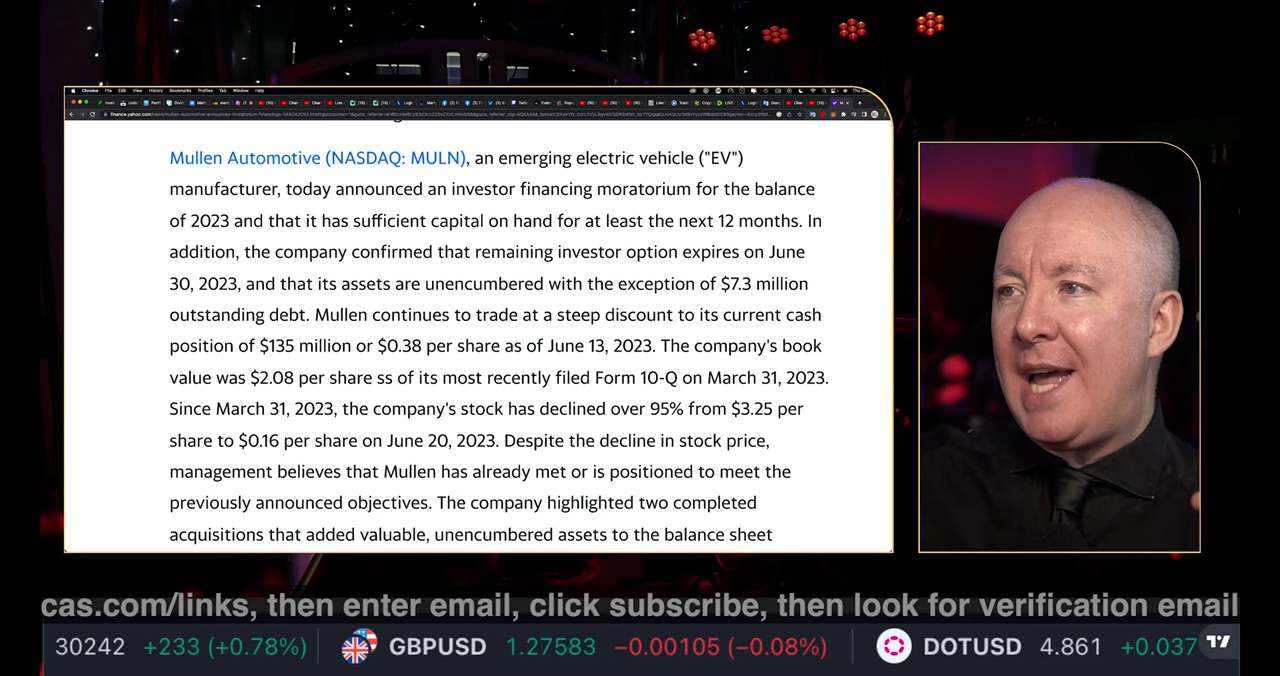 Chrome File Edit View History Bookmarks Profiles Tab Window Help
Mullen Automotive (NASDAQ: MULN), an emerging electric vehicle ("EV")
manufacturer, today announced an investor financing moratorium for the balance
of 2023 and that it has sufficient capital on hand for at least the next 12 months. In
addition, the company confirmed that remaining investor option expires on June
30, 2023, and that its assets are unencumbered with the exception of $7.3 million
outstanding debt. Mullen continues to trade at a steep discount to its current cash
position of $135 million or $0.38 per share as of June 13, 2023. The company's book
value was $2.08 per share ss of its most recently filed Form 10-Q on March 31, 2023.
Since March 31, 2023, the company's stock has declined over 95% from $3.25 per
share to $0.16 per share on June 20, 2023. Despite the decline in stock price,
management believes that Mullen has already met or is positioned to meet the
previously announced objectives. The company highlighted two completed
acquisitions that added valuable, unencumbered assets to the balance sheet
cas.com/links, then enter email, click subscribe, then look for verification email
30242 +233 (+0.78%) GBPUSD 1.27583 −0.00105 (−0.08%) DOTUSD 4.861 +0.037